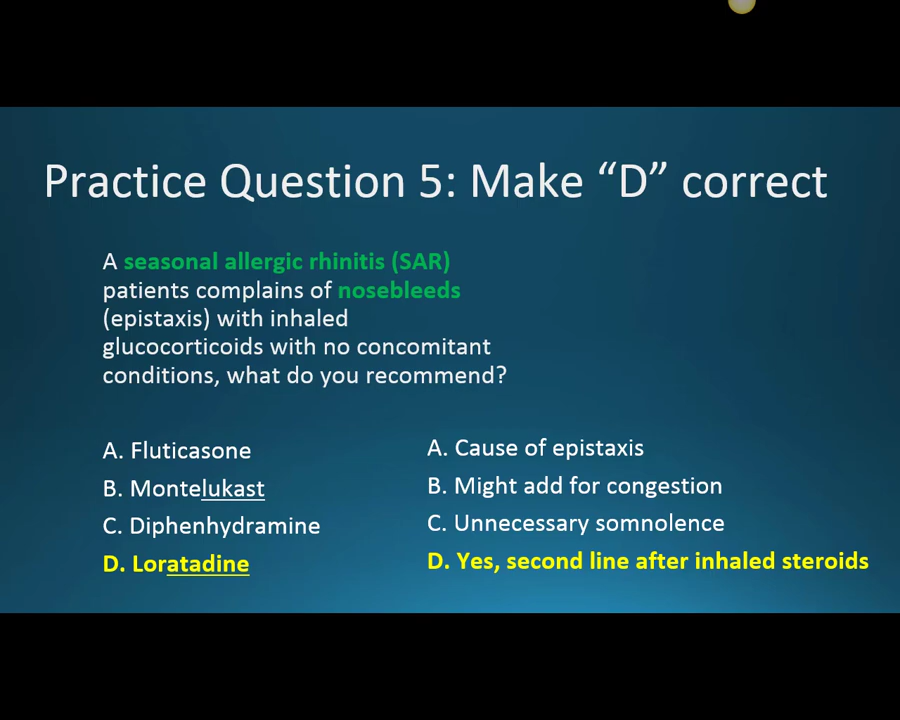 Practice Question 5: Make “D” correct
A seasonal allergic rhinitis (SAR)
patients complains of nosebleeds
(epistaxis) with inhaled
glucocorticoids with no concomitant
conditions, what do you recommend?
A. Fluticasone
B. Montelukast
C. Diphenhydramine
D. Loratadine
A. Cause of epistaxis
B. Might add for congestion
C. Unnecessary somnolence
D. Yes, second line after inhaled steroids